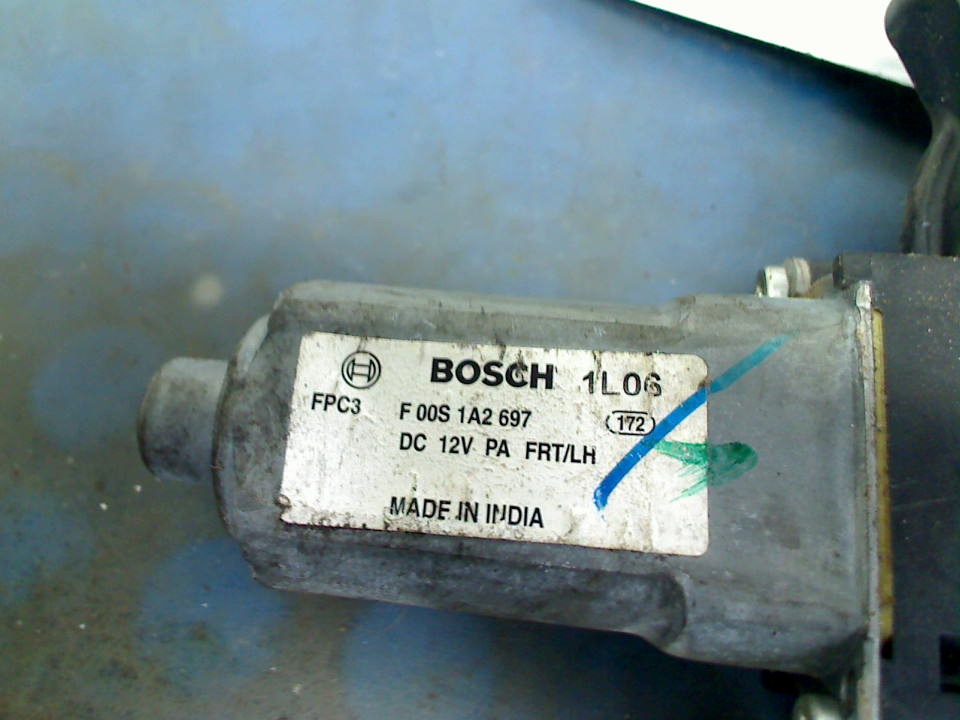 BOSCH 1L06
FPC3 F 00S 1A2 697 172
DC 12V PA FRT/LH
MADE IN INDIA